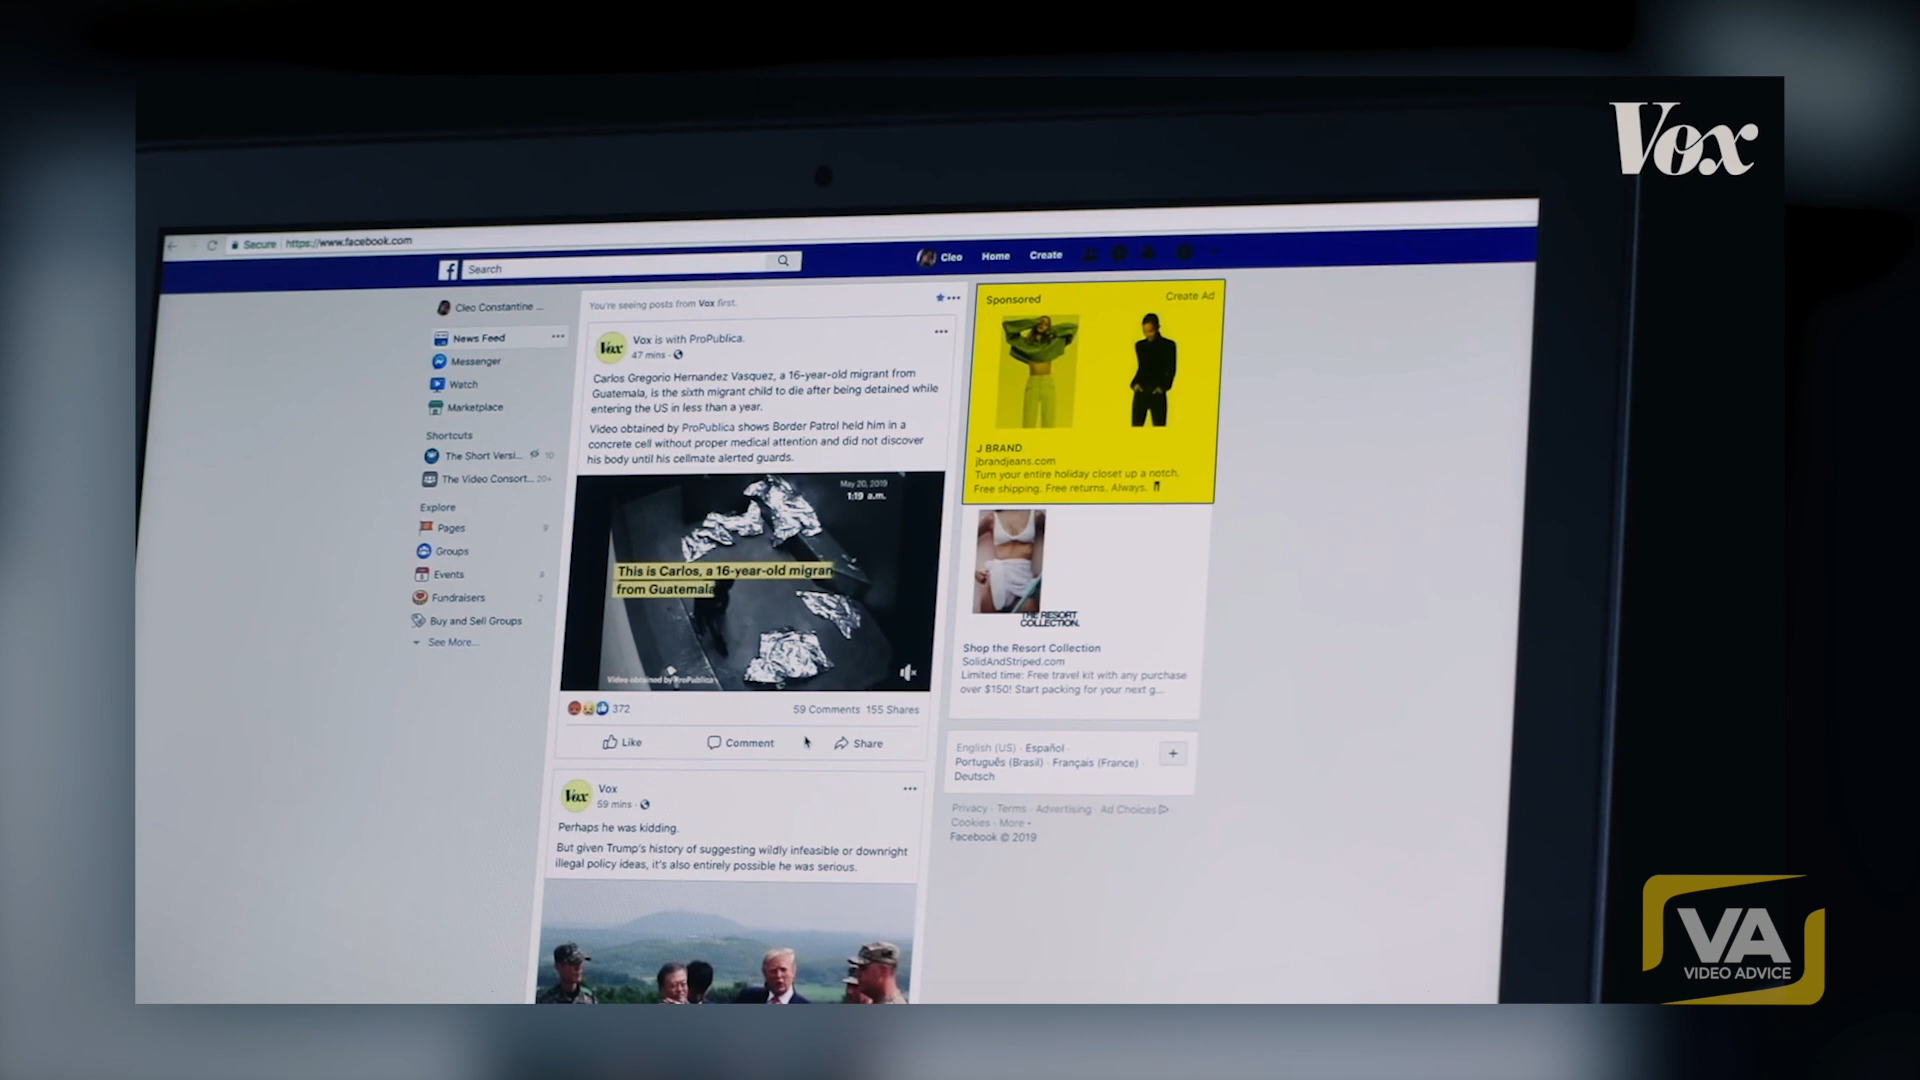 Vox
Secure https://www.facebook.com
f Search
Cleo Home Create
Cleo Constantine ...
News Feed
Messenger
Watch
Marketplace
Shortcuts
The Short Versi... 10
The Video Consort... 20+
Explore
Pages 9
Groups
Events 8
Fundraisers 2
Buy and Sell Groups
See More...
You're seeing posts from Vox first.
Vox
Vox is with ProPublica.
47 mins ·
Carlos Gregorio Hernandez Vasquez, a 16-year-old migrant from
Guatemala, is the sixth migrant child to die after being detained while
entering the US in less than a year.
Video obtained by ProPublica shows Border Patrol held him in a
concrete cell without proper medical attention and did not discover
his body until his cellmate alerted guards.
May 20, 2019
1:19 a.m.
This is Carlos, a 16-year-old migran
from Guatemala
Video obtained by ProPublica
372
59 Comments 155 Shares
Like Comment Share
Vox
Vox
59 mins ·
Perhaps he was kidding.
But given Trump's history of suggesting wildly infeasible or downright
illegal policy ideas, it's also entirely possible he was serious.
Sponsored Create Ad
J BRAND
jbrandjeans.com
Turn your entire holiday closet up a notch.
Free shipping. Free returns. Always.
THE RESORT
COLLECTION.
Shop the Resort Collection
SolidAndStriped.com
Limited time: Free travel kit with any purchase
over $150! Start packing for your next g...
English (US) · Español ·
Português (Brasil) · Français (France) ·
Deutsch
+
Privacy · Terms · Advertising · Ad Choices
Cookies · More
Facebook © 2019
VA
VIDEO ADVICE